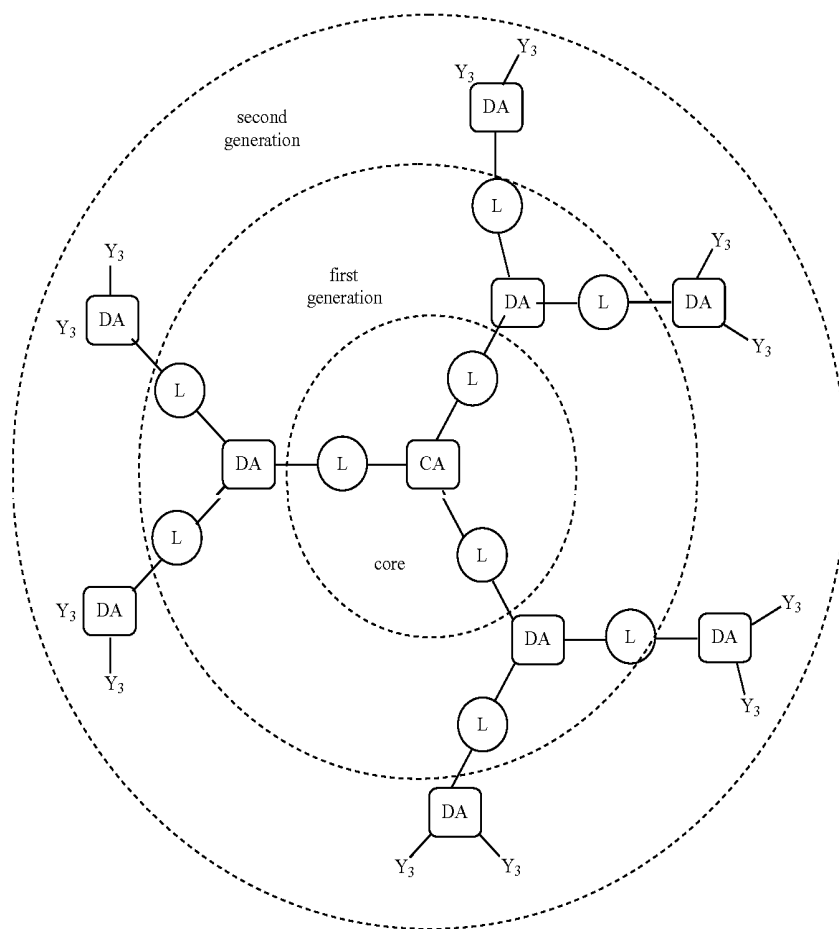 Y₃
Y₃
DA
second
generation
L
Y₃
Y₃
first
generation
DA
L
DA
Y₃
DA
Y₃
L
L
DA
L
CA
L
L
core
Y₃
DA
Y₃
DA
L
DA
Y₃
Y₃
L
DA
Y₃
Y₃